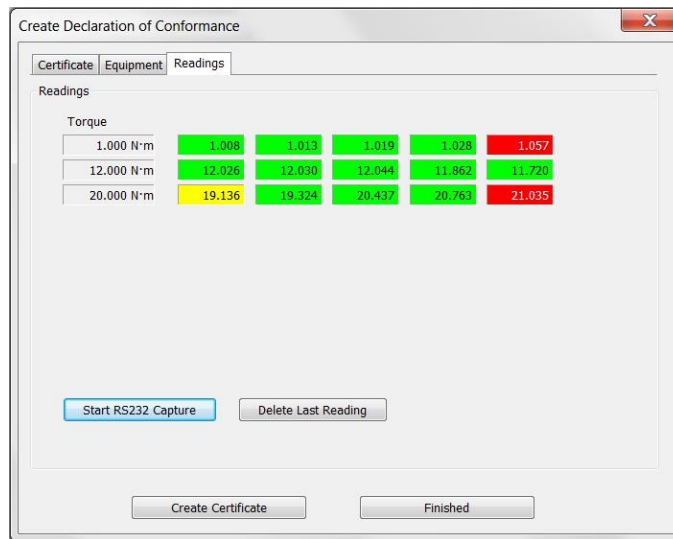 Create Declaration of Conformance
X
Certificate Equipment Readings
Readings
Torque
1.000 N·m 1.008 1.013 1.019 1.028 1.057
12.000 N·m 12.026 12.030 12.044 11.862 11.720
20.000 N·m 19.136 19.324 20.437 20.763 21.035
Start RS232 Capture Delete Last Reading
Create Certificate Finished